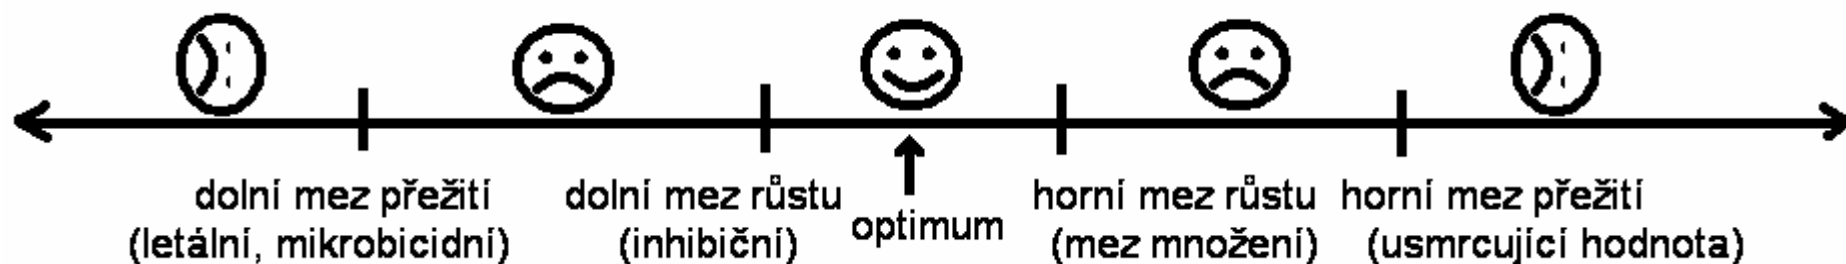 dolní mez přežití
(letální, mikrobicidní)
dolní mez růstu
(inhibiční)
optimum
horní mez růstu
(mez množení)
horní mez přežití
(usmrcující hodnota)